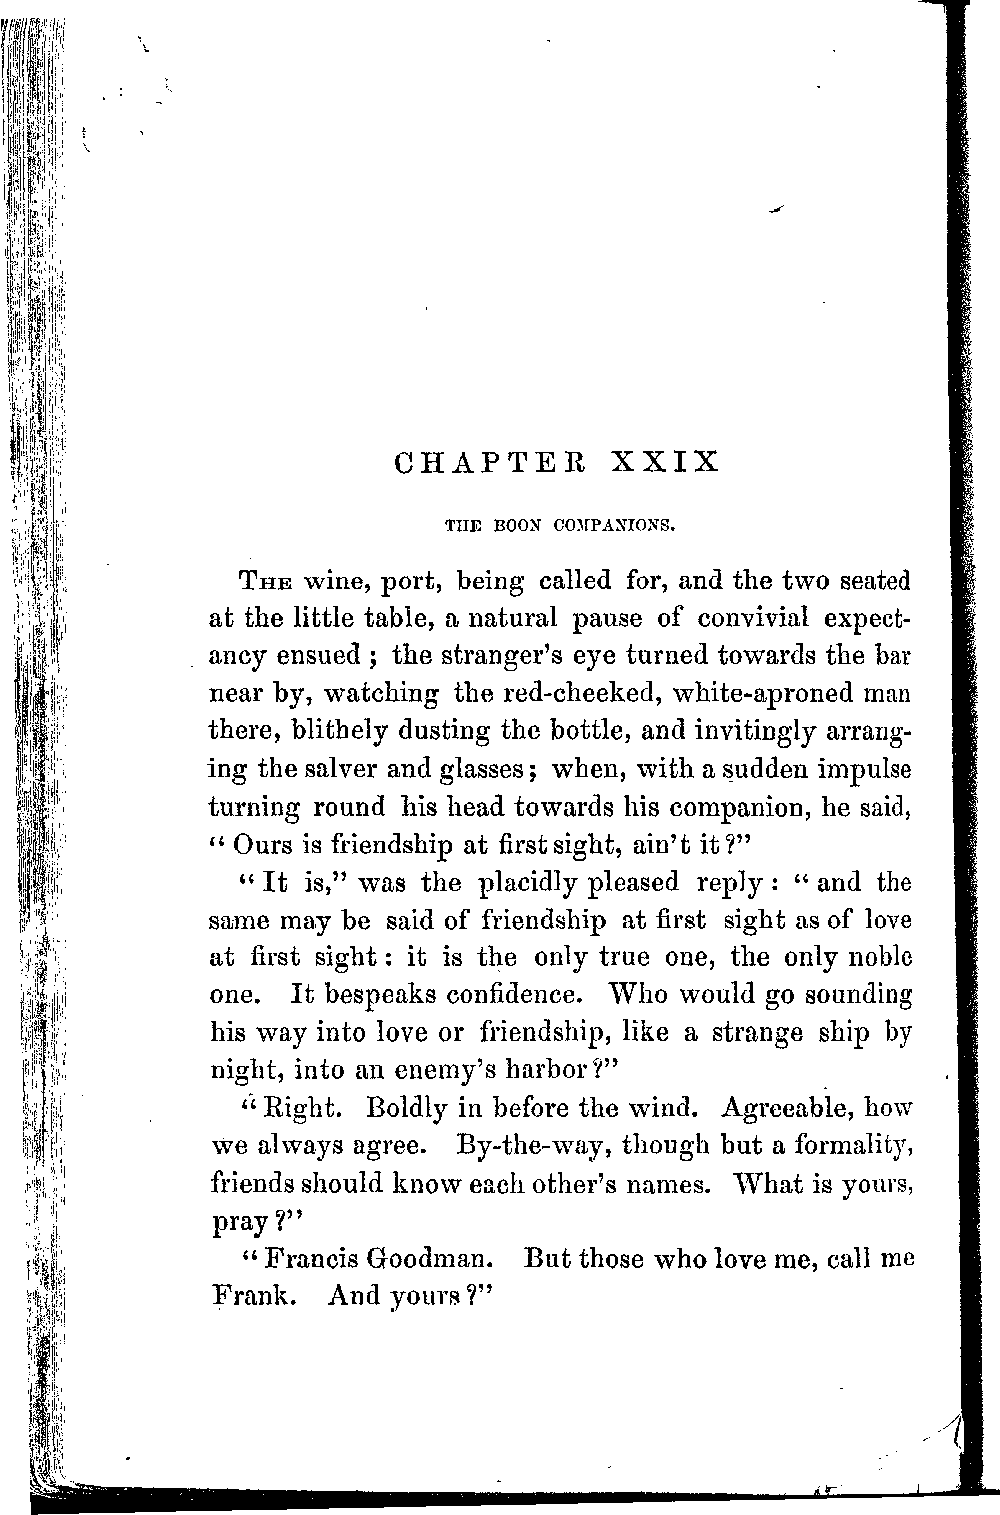 CHAPTER XXIX
THE BOON COMPANIONS.
THE wine, port, being called for, and the two seated
at the little table, a natural pause of convivial expect-
ancy ensued; the stranger's eye turned towards the bar
near by, watching the red-cheeked, white-aproned man
there, blithely dusting the bottle, and invitingly arrang-
ing the salver and glasses; when, with a sudden impulse
turning round his head towards his companion, he said,
"Ours is friendship at first sight, ain't it?"
"It is," was the placidly pleased reply: "and the
same may be said of friendship at first sight as of love
at first sight: it is the only true one, the only noble
one. It bespeaks confidence. Who would go sounding
his way into love or friendship, like a strange ship by
night, into an enemy's harbor?"
"Right. Boldly in before the wind. Agreeable, how
we always agree. By-the-way, though but a formality,
friends should know each other's names. What is yours,
pray?"
"Francis Goodman. But those who love me, call me
Frank. And yours?"